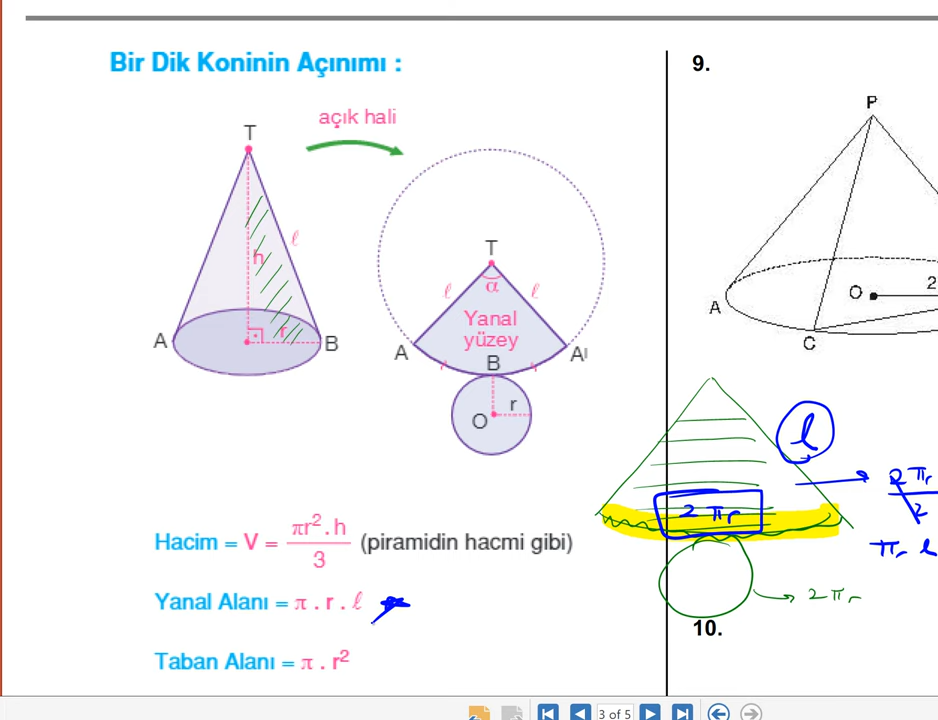 Bir Dik Koninin Açınımı :
açık hali
T
h
ℓ
r
A
B
T
α
ℓ
ℓ
Yanal
yüzey
A
B
Aı
r
O
Hacim = V = πr².h / 3 (piramidin hacmi gibi)
Yanal Alanı = π . r . ℓ
Taban Alanı = π . r²
9.
P
O
2
A
C
l
2πr
2πr / 2
πr l
2πr
10.
3 of 5